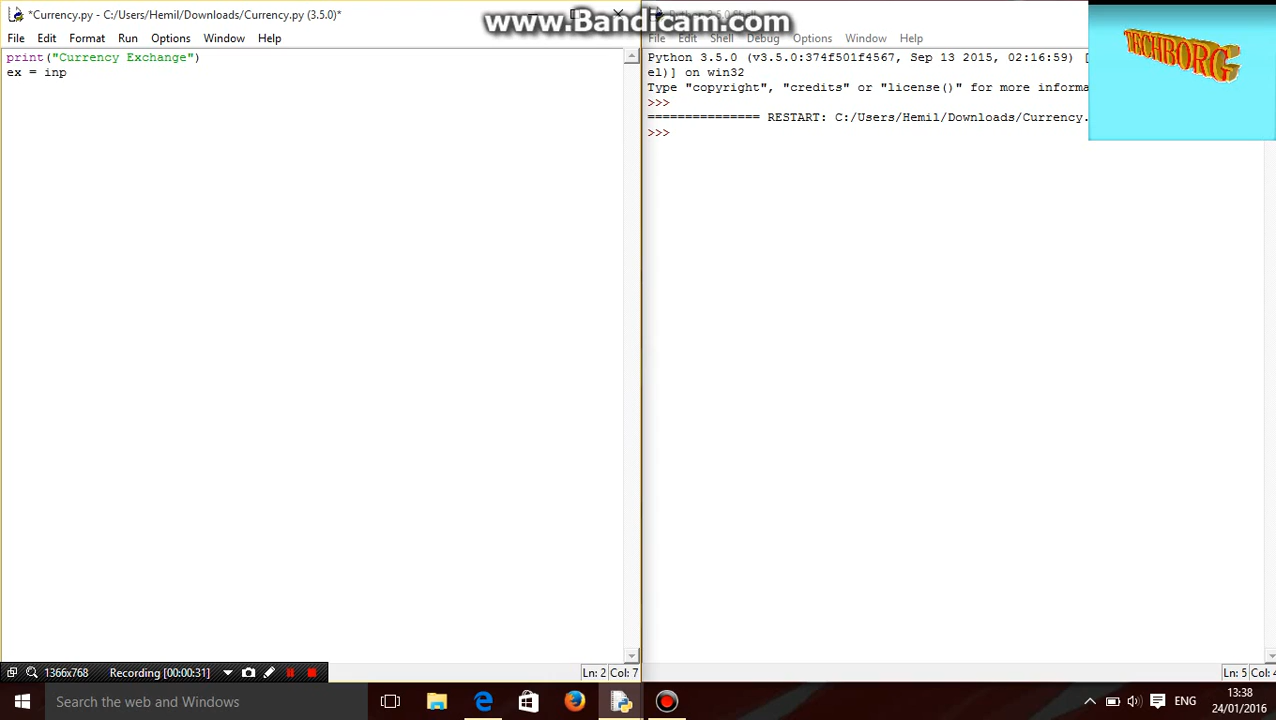 *Currency.py - C:/Users/Hemil/Downloads/Currency.py (3.5.0)*
www.Bandicam.com
File Edit Format Run Options Window Help
print("Currency Exchange")
ex = inp
File Edit Shell Debug Options Window Help
Python 3.5.0 (v3.5.0:374f501f4567, Sep 13 2015, 02:16:59) [
el)] on win32
Type "copyright", "credits" or "license()" for more informa
>>>
=============== RESTART: C:/Users/Hemil/Downloads/Currency.
>>>
TECHBORG
1366x768 Recording [00:00:31]
Ln: 2 Col: 7
Ln: 5 Col: 4
Search the web and Windows
ENG
13:38
24/01/2016